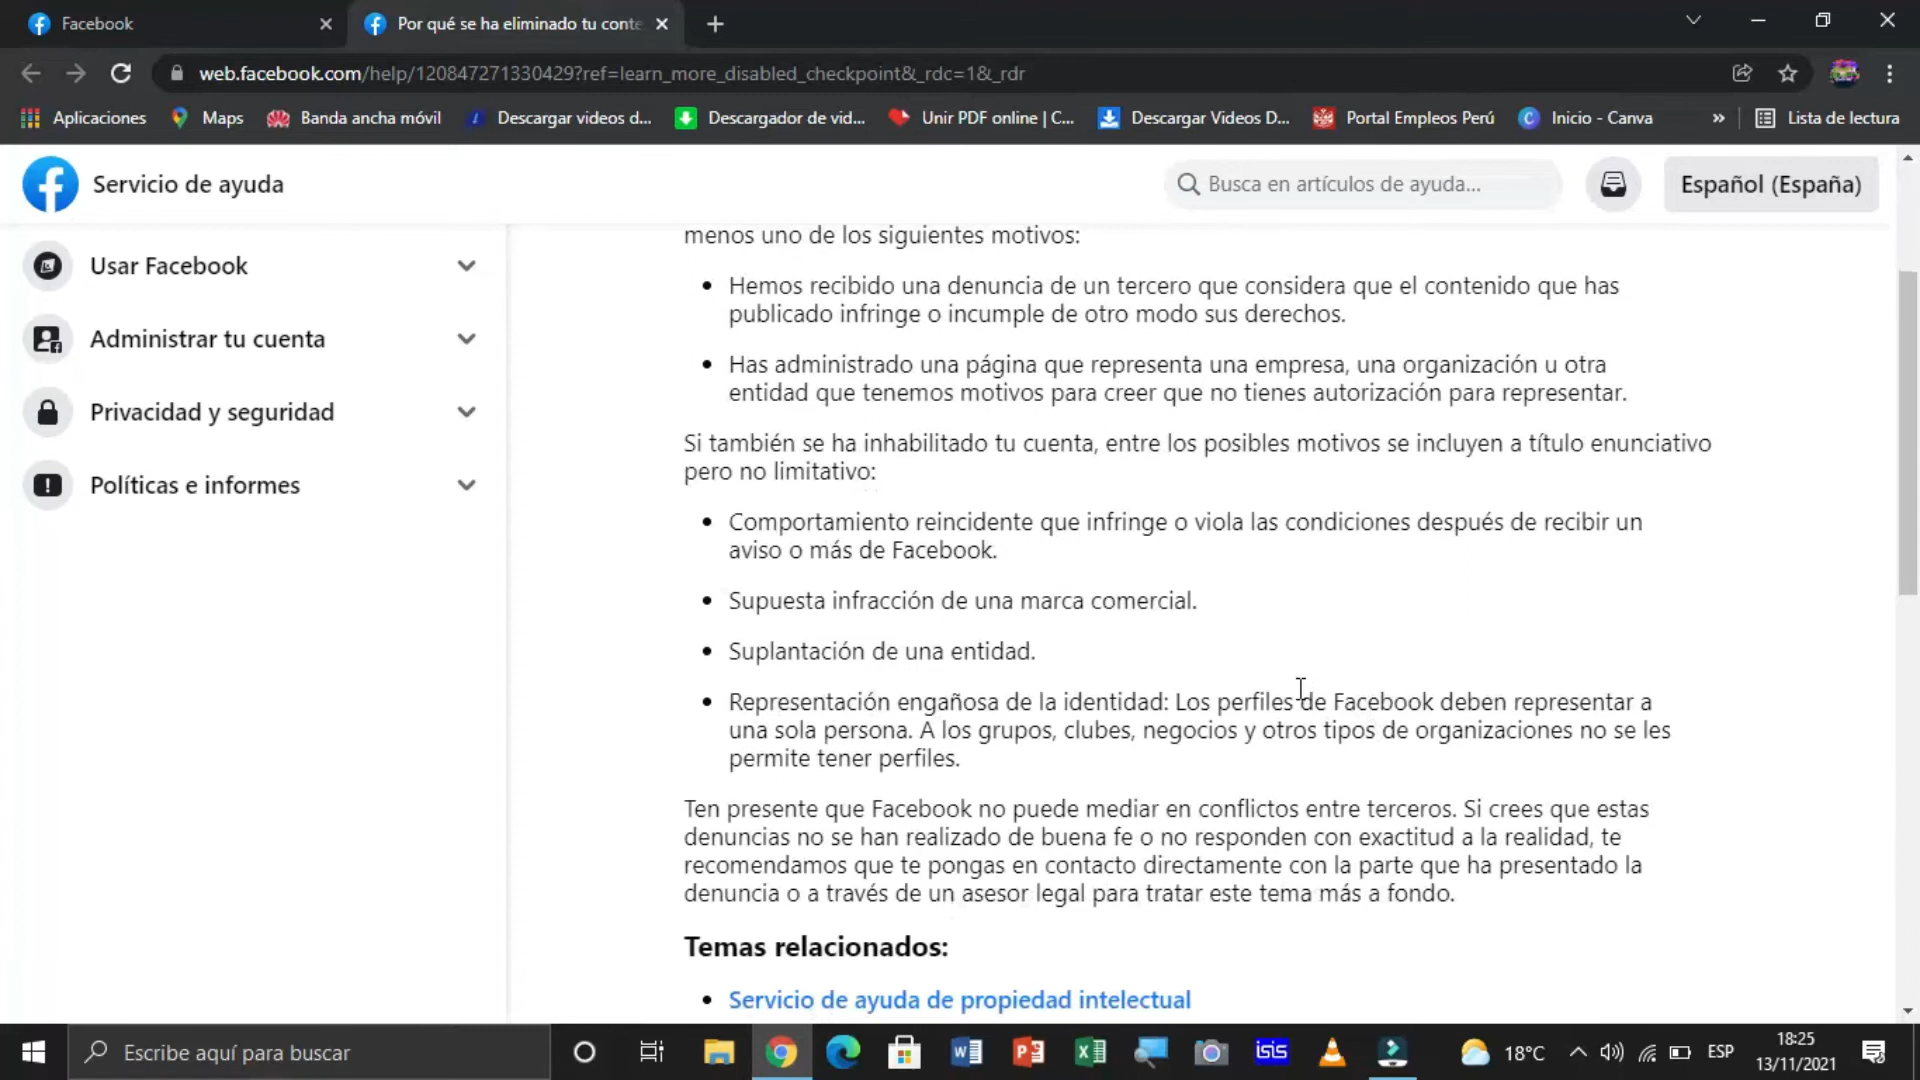 Facebook
Por qué se ha eliminado tu conte
web.facebook.com/help/120847271330429?ref=learn_more_disabled_checkpoint&_rdc=1&_rdr
Aplicaciones
Maps
Banda ancha móvil
Descargar videos d...
Descargador de vid...
Unir PDF online | C...
Descargar Videos D...
Portal Empleos Perú
Inicio - Canva
»
Lista de lectura
Servicio de ayuda
Busca en artículos de ayuda...
Español (España)
Usar Facebook
Administrar tu cuenta
Privacidad y seguridad
Políticas e informes
menos uno de los siguientes motivos:
• Hemos recibido una denuncia de un tercero que considera que el contenido que has
publicado infringe o incumple de otro modo sus derechos.
• Has administrado una página que representa una empresa, una organización u otra
entidad que tenemos motivos para creer que no tienes autorización para representar.
Si también se ha inhabilitado tu cuenta, entre los posibles motivos se incluyen a título enunciativo
pero no limitativo:
• Comportamiento reincidente que infringe o viola las condiciones después de recibir un
aviso o más de Facebook.
• Supuesta infracción de una marca comercial.
• Suplantación de una entidad.
• Representación engañosa de la identidad: Los perfiles de Facebook deben representar a
una sola persona. A los grupos, clubes, negocios y otros tipos de organizaciones no se les
permite tener perfiles.
Ten presente que Facebook no puede mediar en conflictos entre terceros. Si crees que estas
denuncias no se han realizado de buena fe o no responden con exactitud a la realidad, te
recomendamos que te pongas en contacto directamente con la parte que ha presentado la
denuncia o a través de un asesor legal para tratar este tema más a fondo.
Temas relacionados:
• Servicio de ayuda de propiedad intelectual
Escribe aquí para buscar
isis
18°C
ESP
18:25
13/11/2021